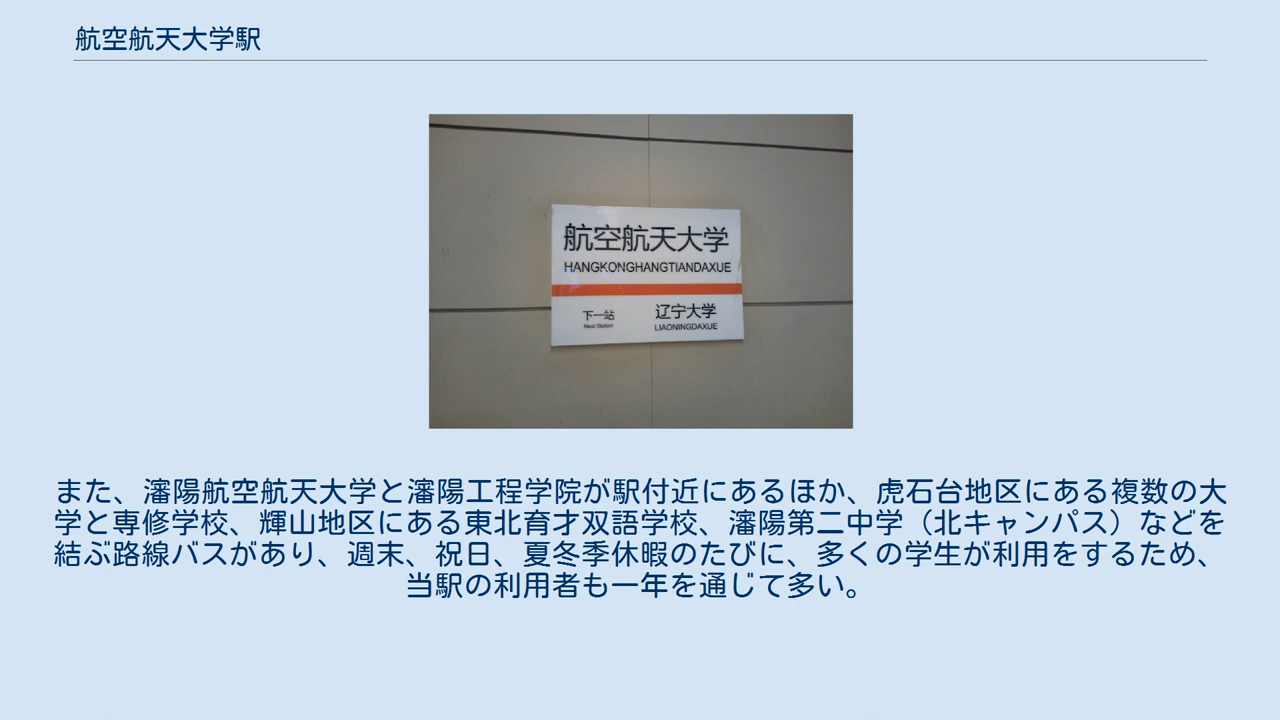 航空航天大学駅
航空航天大学
HANGKONGHANGTIANDAXUE
下一站
Next Station
辽宁大学
LIAONINGDAXUE
また、瀋陽航空航天大学と瀋陽工程学院が駅付近にあるほか、虎石台地区にある複数の大
学と専修学校、輝山地区にある東北育才双語学校、瀋陽第二中学（北キャンパス）などを
結ぶ路線バスがあり、週末、祝日、夏冬季休暇のたびに、多くの学生が利用をするため、
当駅の利用者も一年を通じて多い。